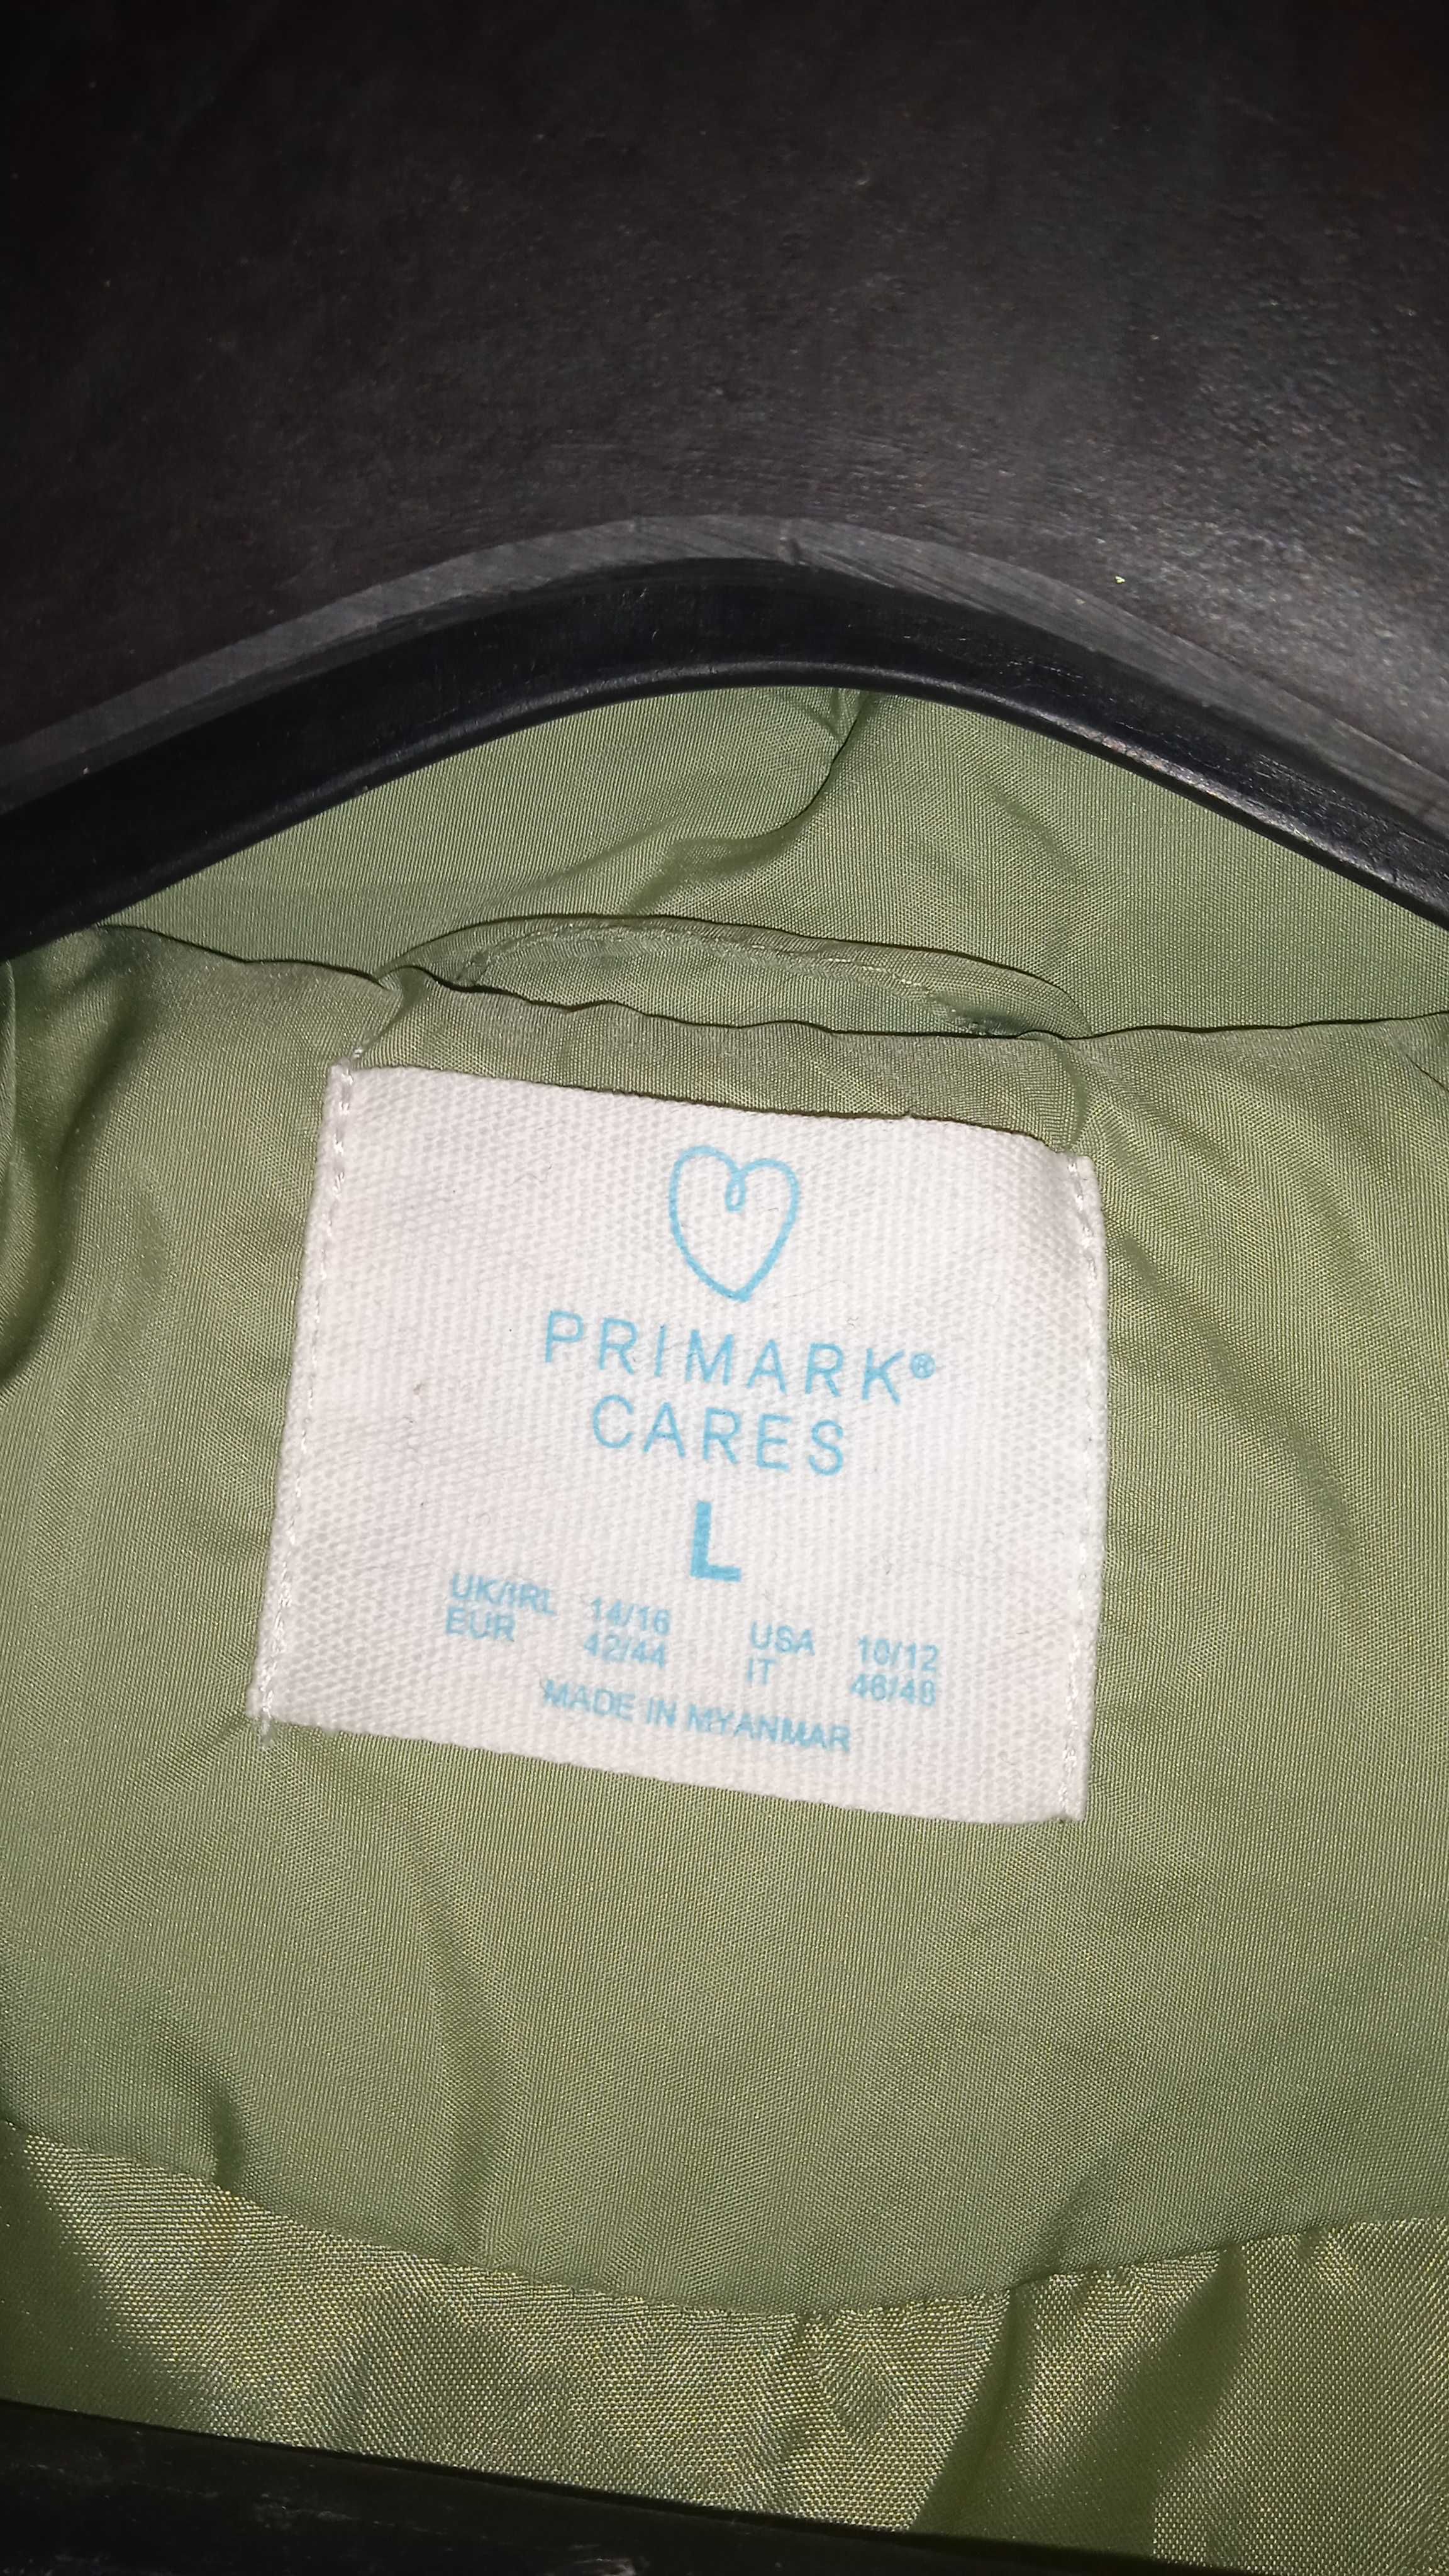 PRIMARK®
CARES
L
UK/IRL 14/16 USA 10/12
EUR 42/44 IT 46/48
MADE IN MYANMAR